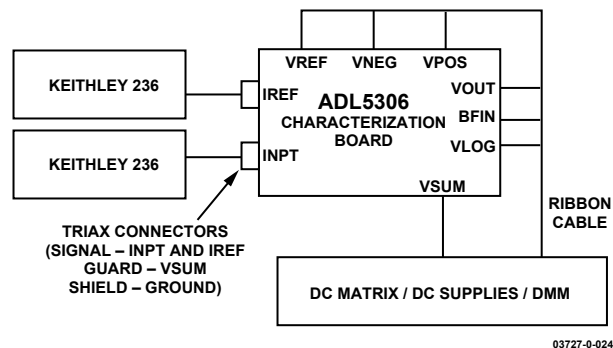 VREF VNEG VPOS
KEITHLEY 236
IREF
VOUT
ADL5306
CHARACTERIZATION
BOARD
BFIN
KEITHLEY 236
INPT
VLOG
VSUM
TRIAX CONNECTORS
(SIGNAL – INPT AND IREF
GUARD – VSUM
SHIELD – GROUND)
RIBBON
CABLE
DC MATRIX / DC SUPPLIES / DMM
03727-0-024